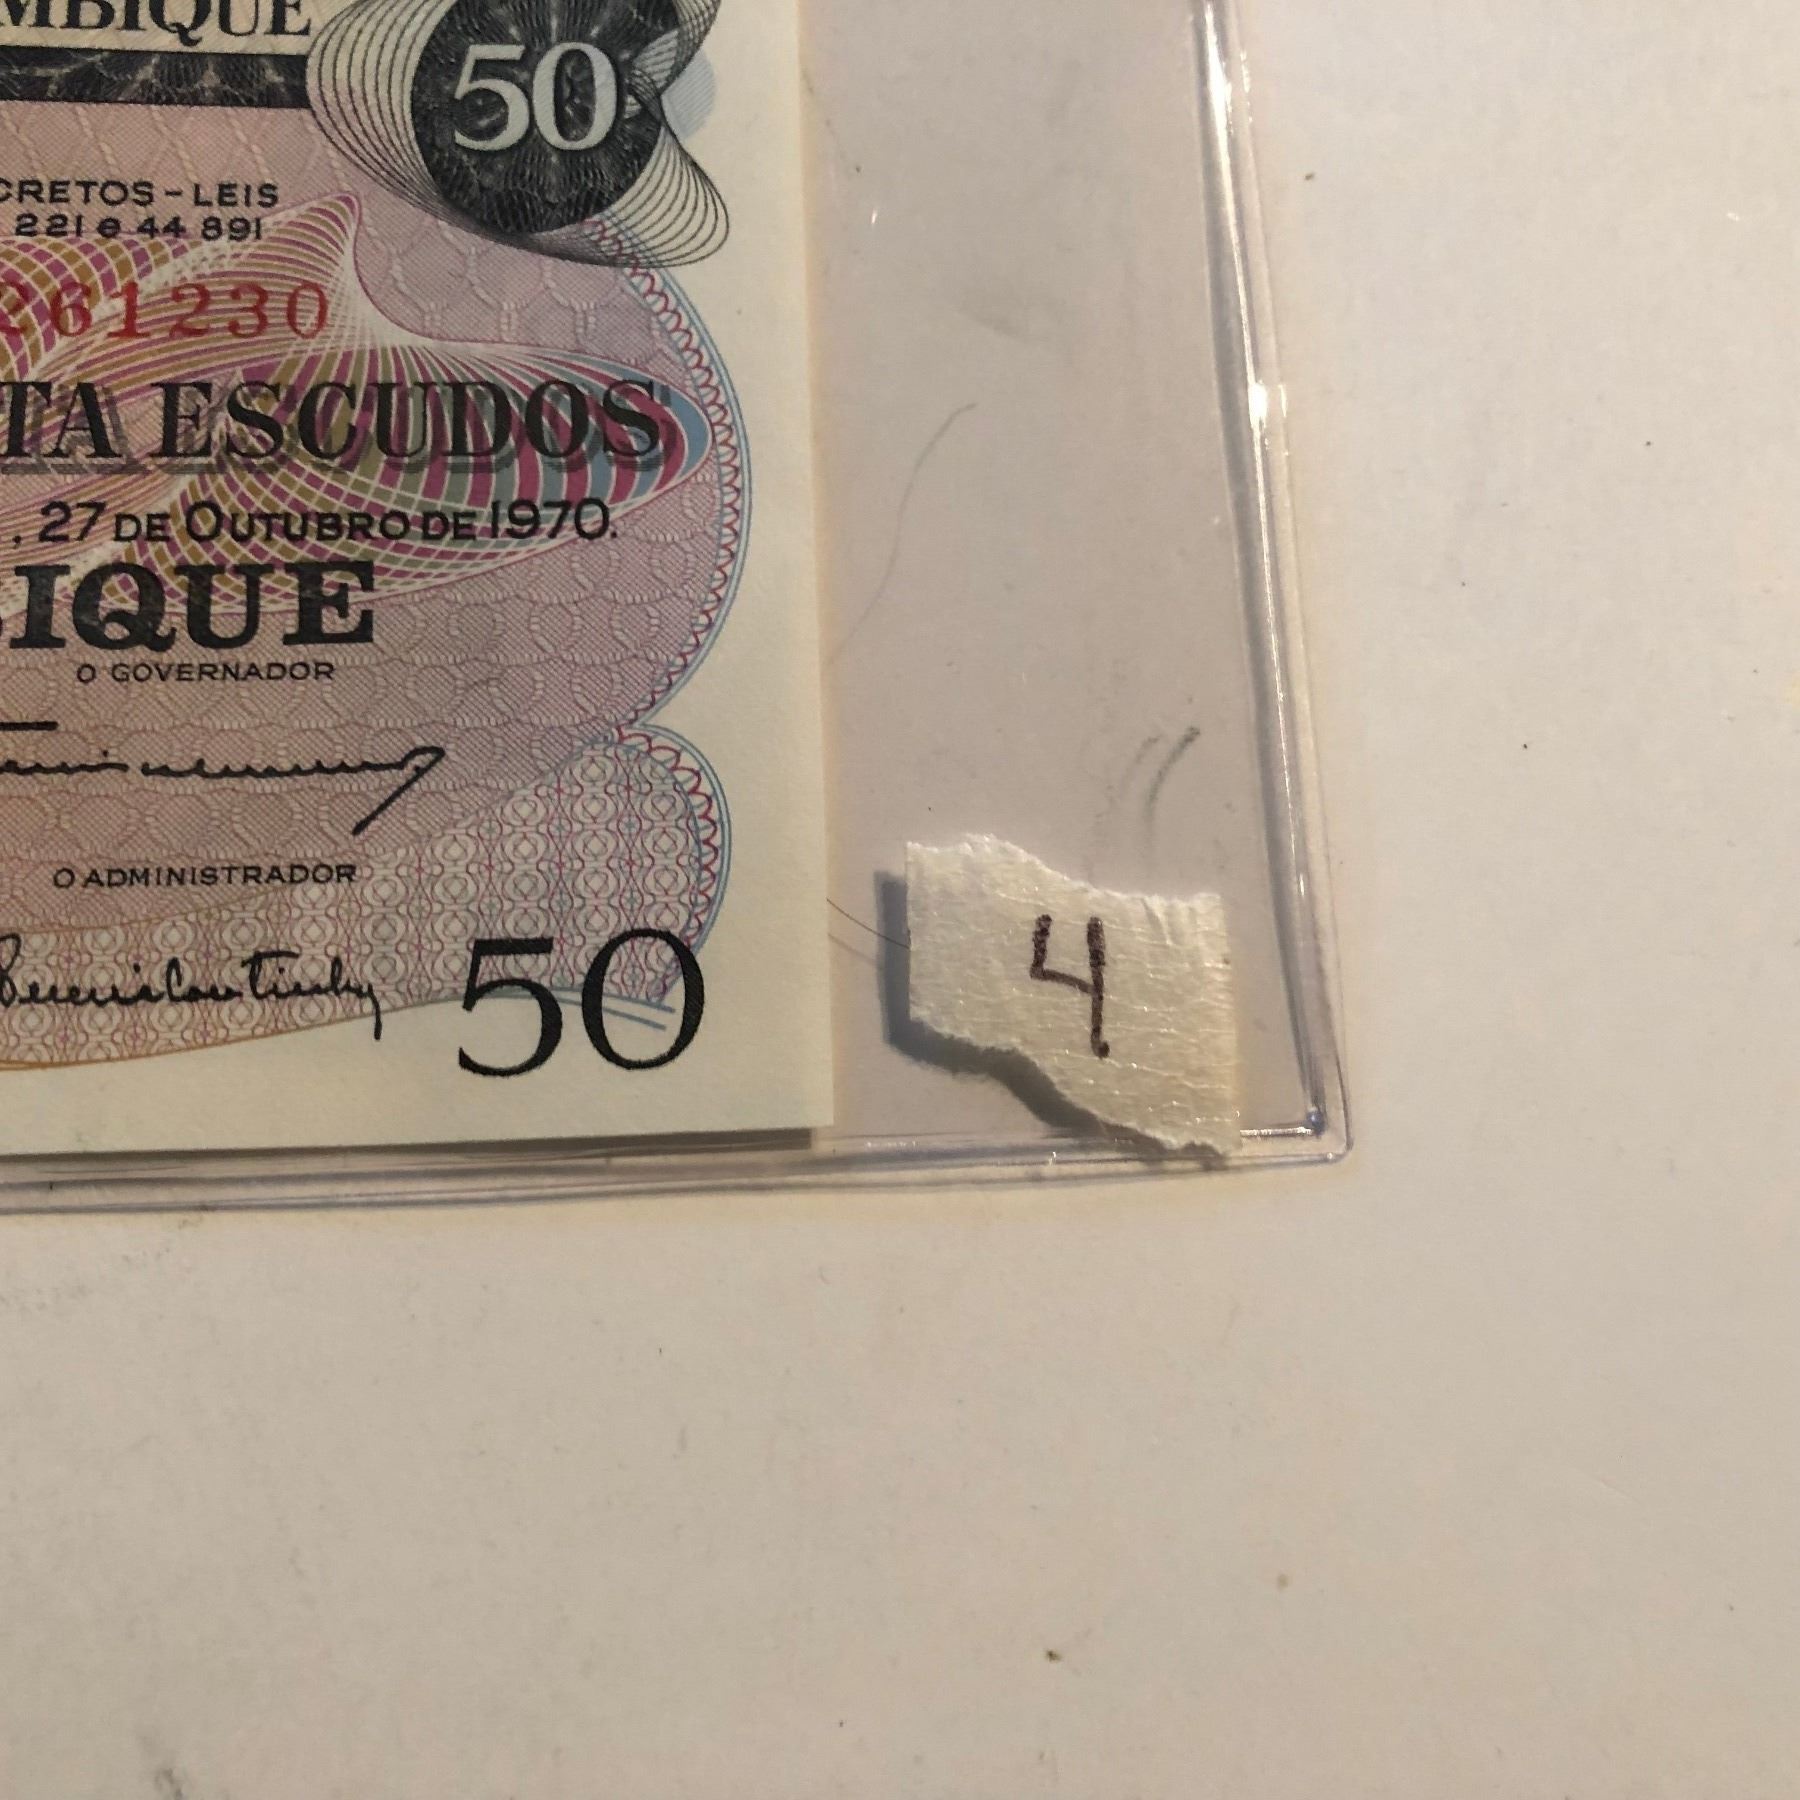 MBIQUE
50
CRETOS-LEIS
221 e 44 891
261230
TA ESCUDOS
, 27 DE OUTUBRO DE 1970.
IQUE
O GOVERNADOR
O ADMINISTRADOR
50
4